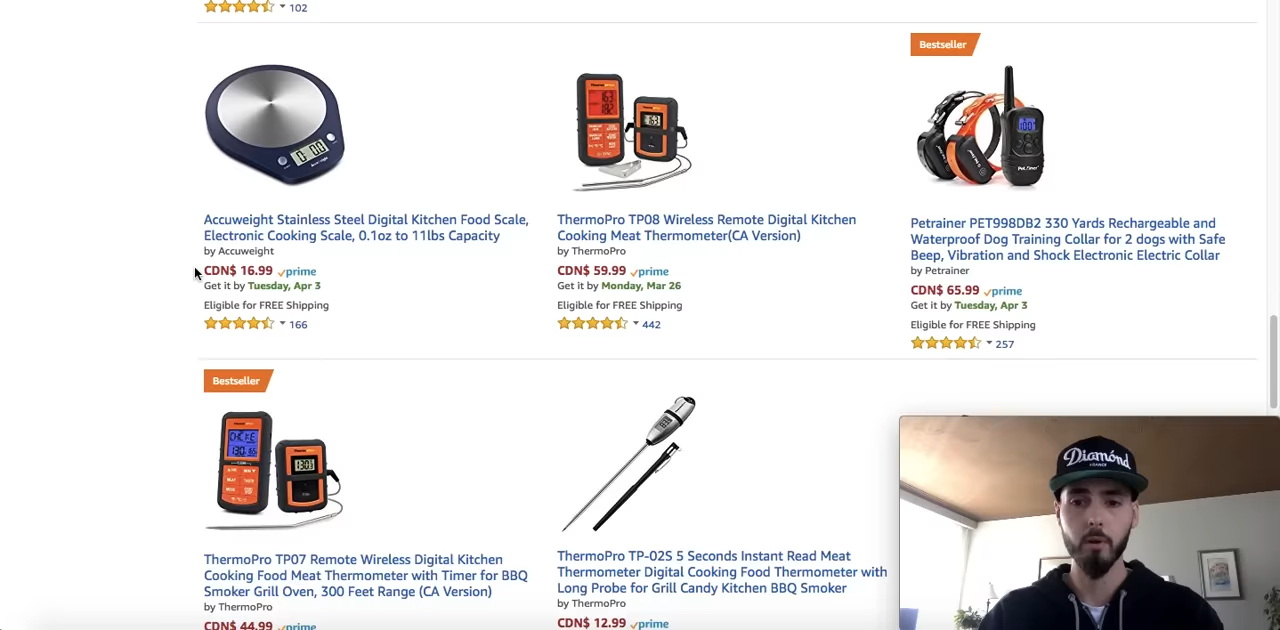 102
Bestseller
Accuweight Stainless Steel Digital Kitchen Food Scale,
Electronic Cooking Scale, 0.1oz to 11lbs Capacity
by Accuweight
CDN$ 16.99 prime
Get it by Tuesday, Apr 3
Eligible for FREE Shipping
166
ThermoPro TP08 Wireless Remote Digital Kitchen
Cooking Meat Thermometer(CA Version)
by ThermoPro
CDN$ 59.99 prime
Get it by Monday, Mar 26
Eligible for FREE Shipping
442
Petrainer PET998DB2 330 Yards Rechargeable and
Waterproof Dog Training Collar for 2 dogs with Safe
Beep, Vibration and Shock Electronic Electric Collar
by Petrainer
CDN$ 65.99 prime
Get it by Tuesday, Apr 3
Eligible for FREE Shipping
257
Bestseller
ThermoPro TP07 Remote Wireless Digital Kitchen
Cooking Food Meat Thermometer with Timer for BBQ
Smoker Grill Oven, 300 Feet Range (CA Version)
by ThermoPro
CDN$ 44.99 prime
ThermoPro TP-02S 5 Seconds Instant Read Meat
Thermometer Digital Cooking Food Thermometer with
Long Probe for Grill Candy Kitchen BBQ Smoker
by ThermoPro
CDN$ 12.99 prime
Diamond